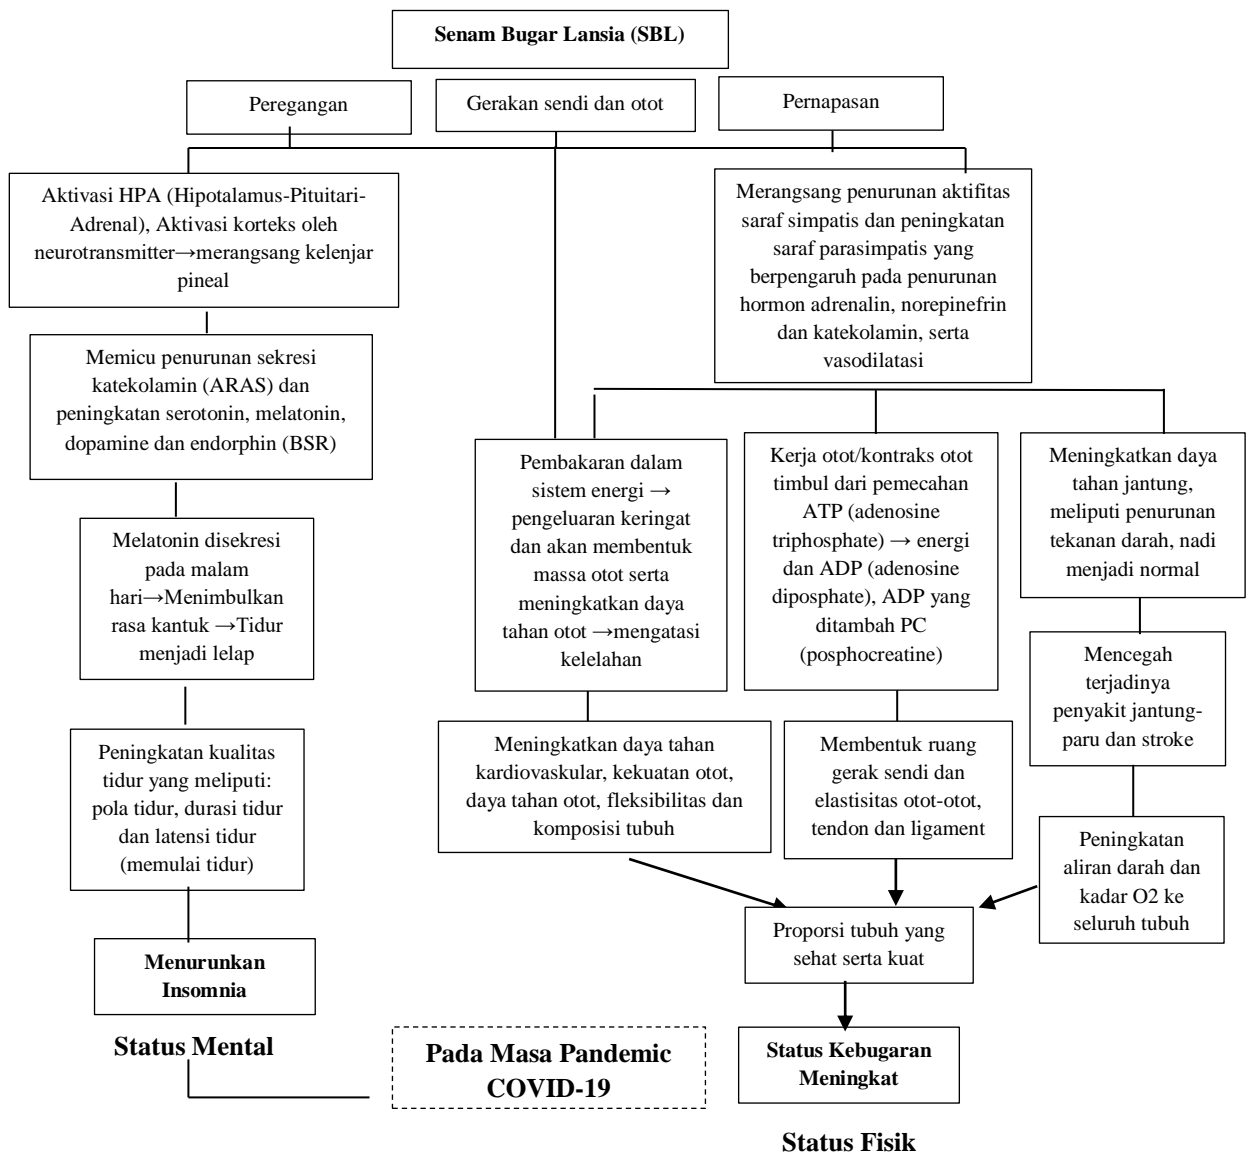 Senam Bugar Lansia (SBL)
Peregangan
Gerakan sendi dan otot
Pernapasan
Aktivasi HPA (Hipotalamus-Pituitari-
Adrenal), Aktivasi korteks oleh
neurotransmitter→merangsang kelenjar
pineal
Merangsang penurunan aktifitas
saraf simpatis dan peningkatan
saraf parasimpatis yang
berpengaruh pada penurunan
hormon adrenalin, norepinefrin
dan katekolamin, serta
vasodilatasi
Memicu penurunan sekresi
katekolamin (ARAS) dan
peningkatan serotonin, melatonin,
dopamine dan endorphin (BSR)
Pembakaran dalam
sistem energi →
pengeluaran keringat
dan akan membentuk
massa otot serta
meningkatkan daya
tahan otot →mengatasi
kelelahan
Kerja otot/kontraks otot
timbul dari pemecahan
ATP (adenosine
triphosphate) → energi
dan ADP (adenosine
diposphate), ADP yang
ditambah PC
(posphocreatine)
Meningkatkan daya
tahan jantung,
meliputi penurunan
tekanan darah, nadi
menjadi normal
Melatonin disekresi
pada malam
hari→Menimbulkan
rasa kantuk →Tidur
menjadi lelap
Mencegah
terjadinya
penyakit jantung-
paru dan stroke
Peningkatan kualitas
tidur yang meliputi:
pola tidur, durasi tidur
dan latensi tidur
(memulai tidur)
Meningkatkan daya tahan
kardiovaskular, kekuatan otot,
daya tahan otot, fleksibilitas dan
komposisi tubuh
Membentuk ruang
gerak sendi dan
elastisitas otot-otot,
tendon dan ligament
Peningkatan
aliran darah dan
kadar O2 ke
seluruh tubuh
Proporsi tubuh yang
sehat serta kuat
Menurunkan
Insomnia
Status Mental
Pada Masa Pandemic
COVID-19
Status Kebugaran
Meningkat
Status Fisik